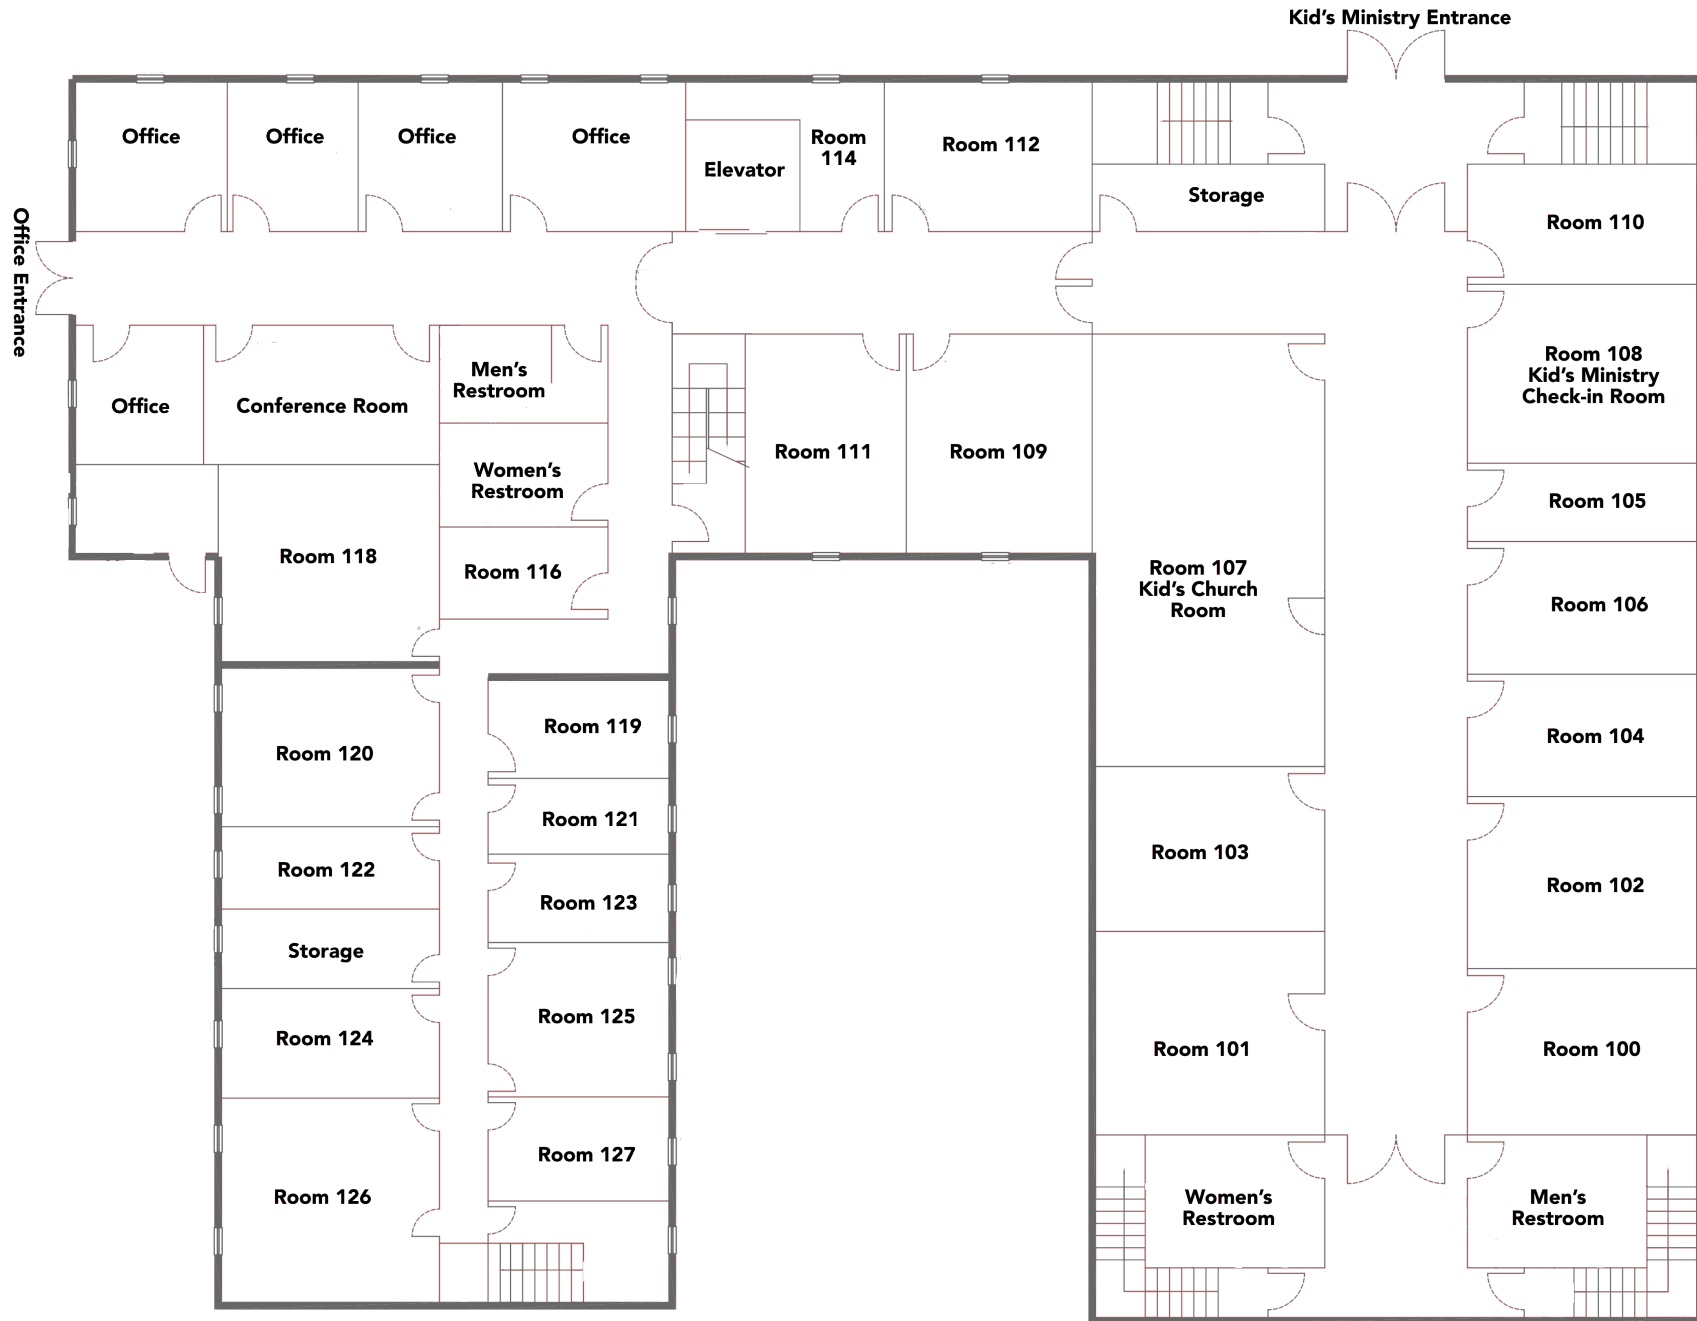 Kid's Ministry Entrance
Office
Office
Office
Office
Elevator
Room
114
Room 112
Storage
Room 110
Office Entrance
Office
Conference Room
Men's
Restroom
Women's
Restroom
Room 111
Room 109
Room 108
Kid's Ministry
Check-in Room
Room 105
Room 118
Room 116
Room 107
Kid's Church
Room
Room 106
Room 120
Room 119
Room 104
Room 121
Room 122
Room 103
Room 102
Room 123
Storage
Room 124
Room 125
Room 101
Room 100
Room 126
Room 127
Women's
Restroom
Men's
Restroom